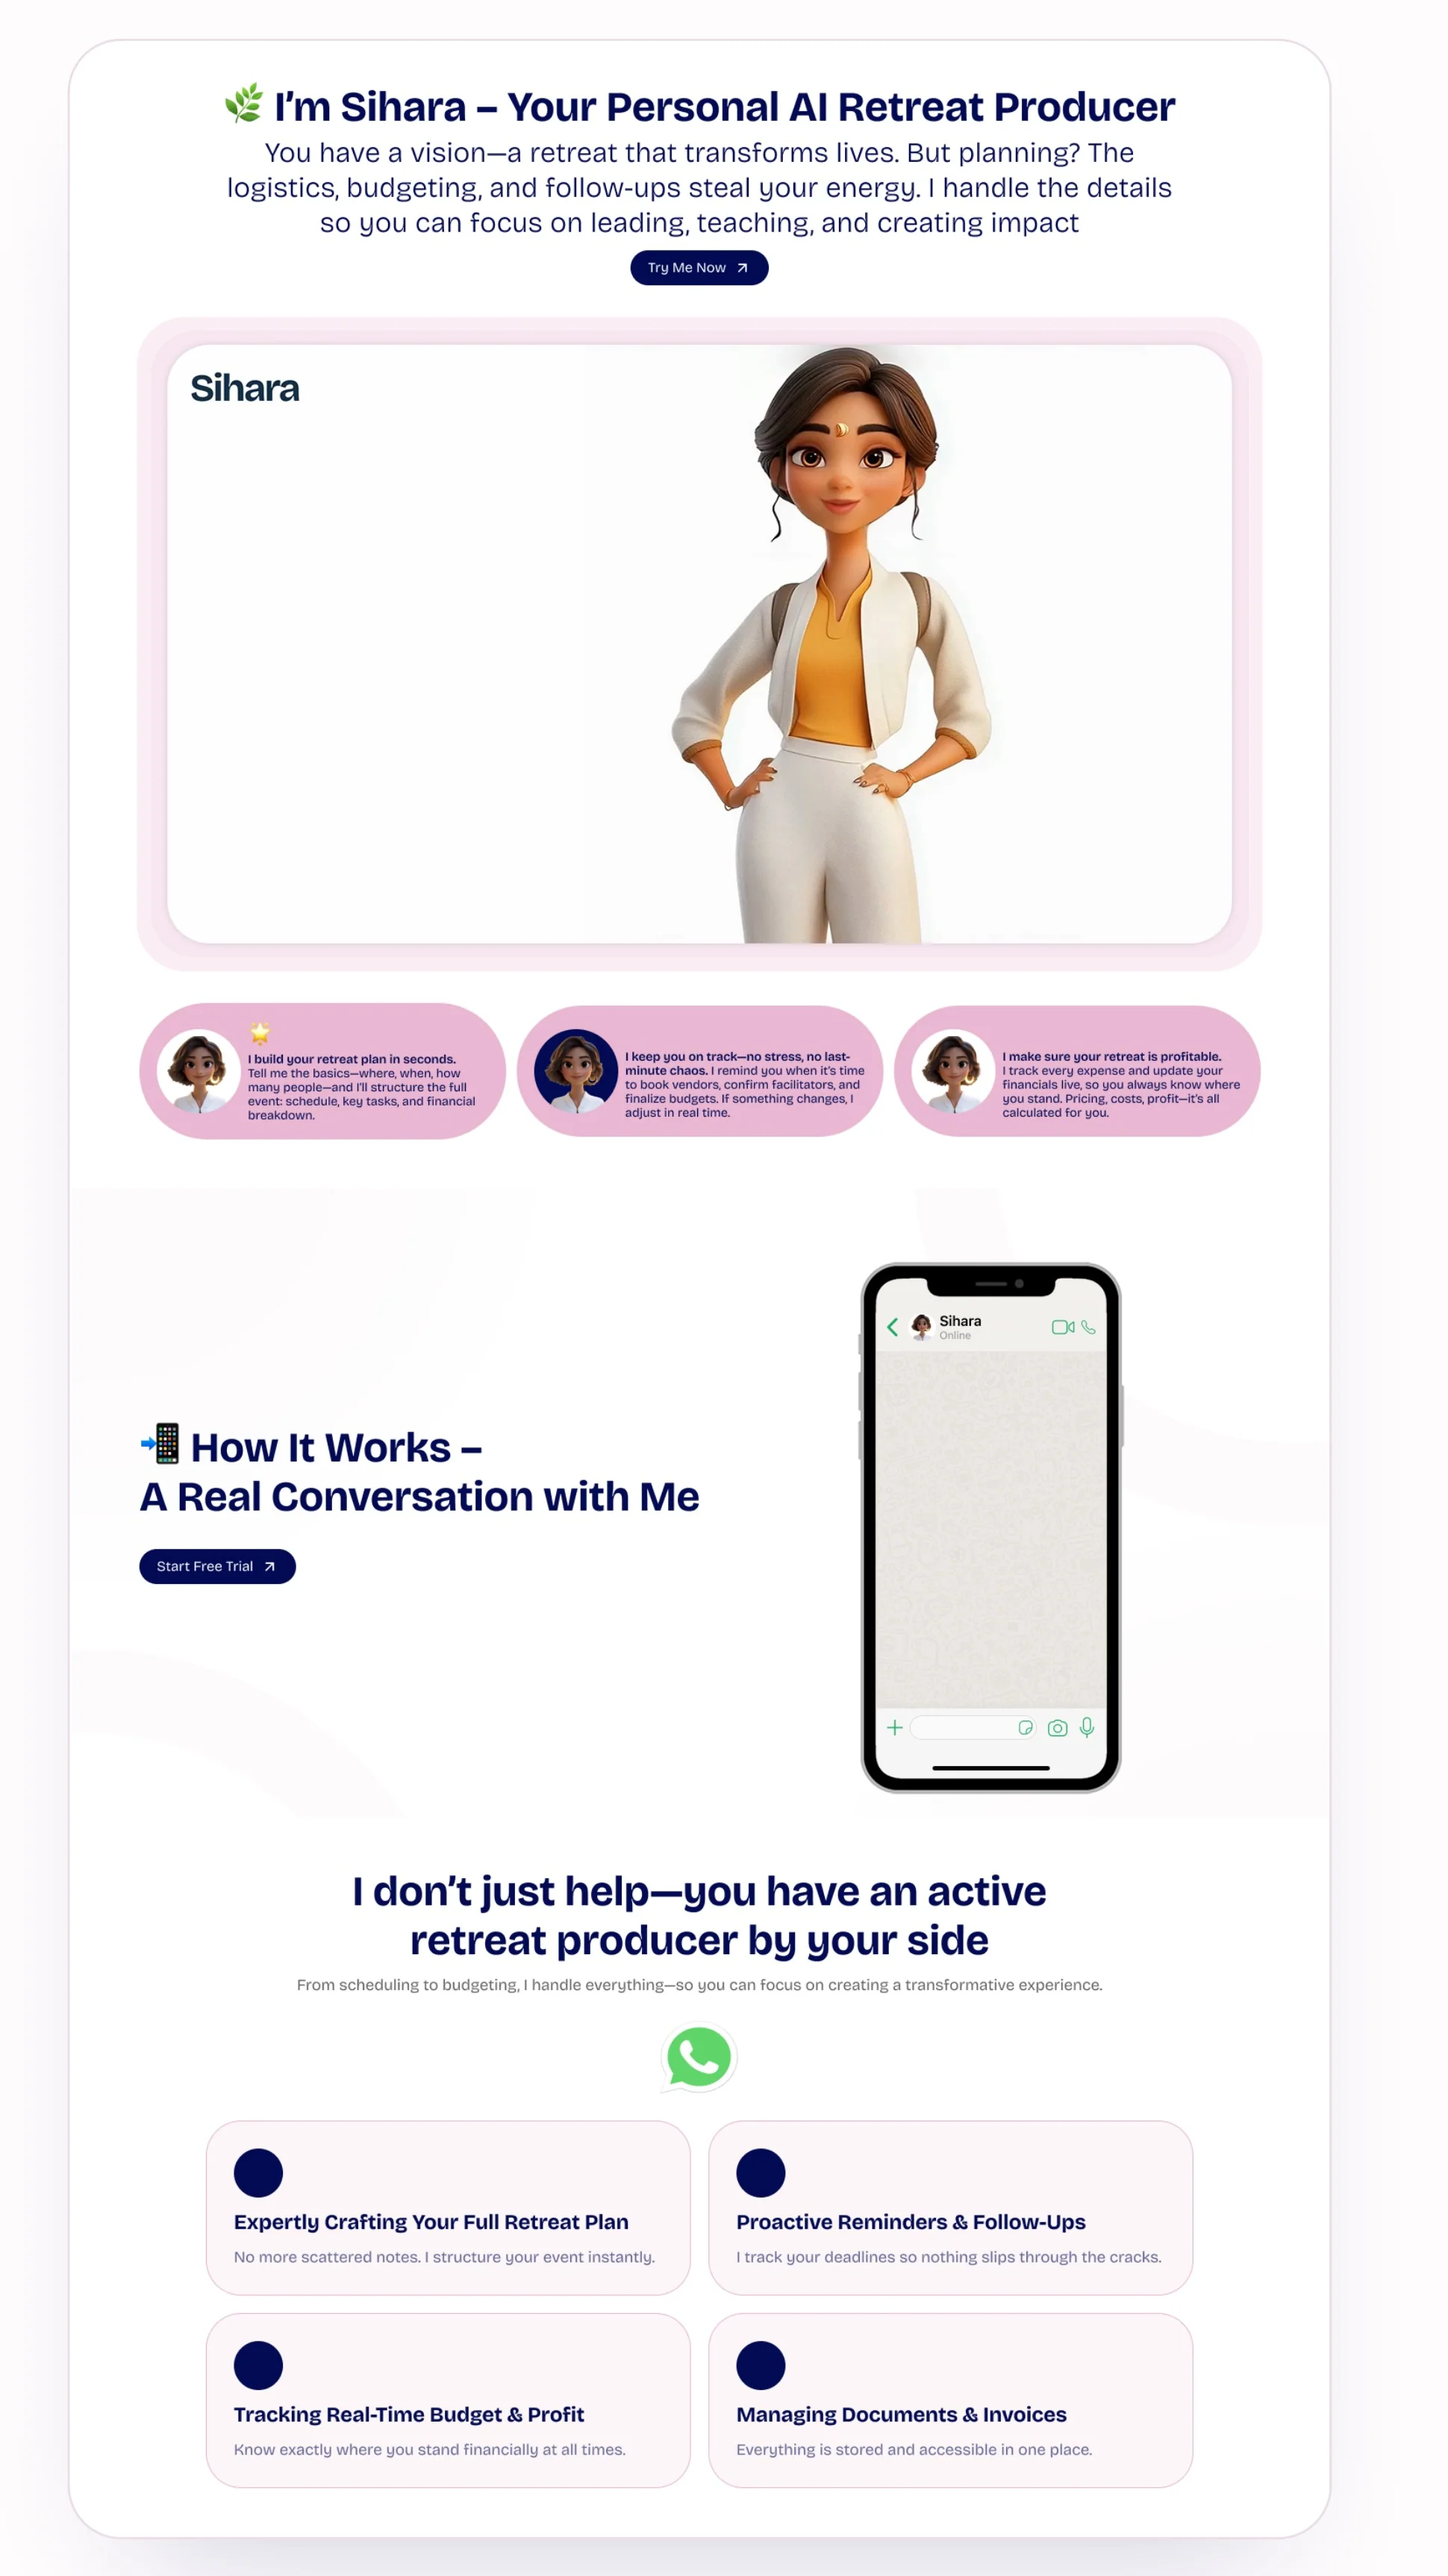 🌿 I’m Sihara – Your Personal AI Retreat Producer
You have a vision—a retreat that transforms lives. But planning? The
logistics, budgeting, and follow-ups steal your energy. I handle the details
so you can focus on leading, teaching, and creating impact
Try Me Now
Sihara
🌟
I build your retreat plan in seconds.
Tell me the basics—where, when, how
many people—and I’ll structure the full
event: schedule, key tasks, and financial
breakdown.
I keep you on track—no stress, no last-
minute chaos. I remind you when it’s time
to book vendors, confirm facilitators, and
finalize budgets. If something changes, I
adjust in real time.
I make sure your retreat is profitable.
I track every expense and update your
financials live, so you always know where
you stand. Pricing, costs, profit—it’s all
calculated for you.
📲 How It Works –
A Real Conversation with Me
Start Free Trial
Sihara
Online
I don’t just help—you have an active
retreat producer by your side
From scheduling to budgeting, I handle everything—so you can focus on creating a transformative experience.
Expertly Crafting Your Full Retreat Plan
No more scattered notes. I structure your event instantly.
Proactive Reminders & Follow-Ups
I track your deadlines so nothing slips through the cracks.
Tracking Real-Time Budget & Profit
Know exactly where you stand financially at all times.
Managing Documents & Invoices
Everything is stored and accessible in one place.